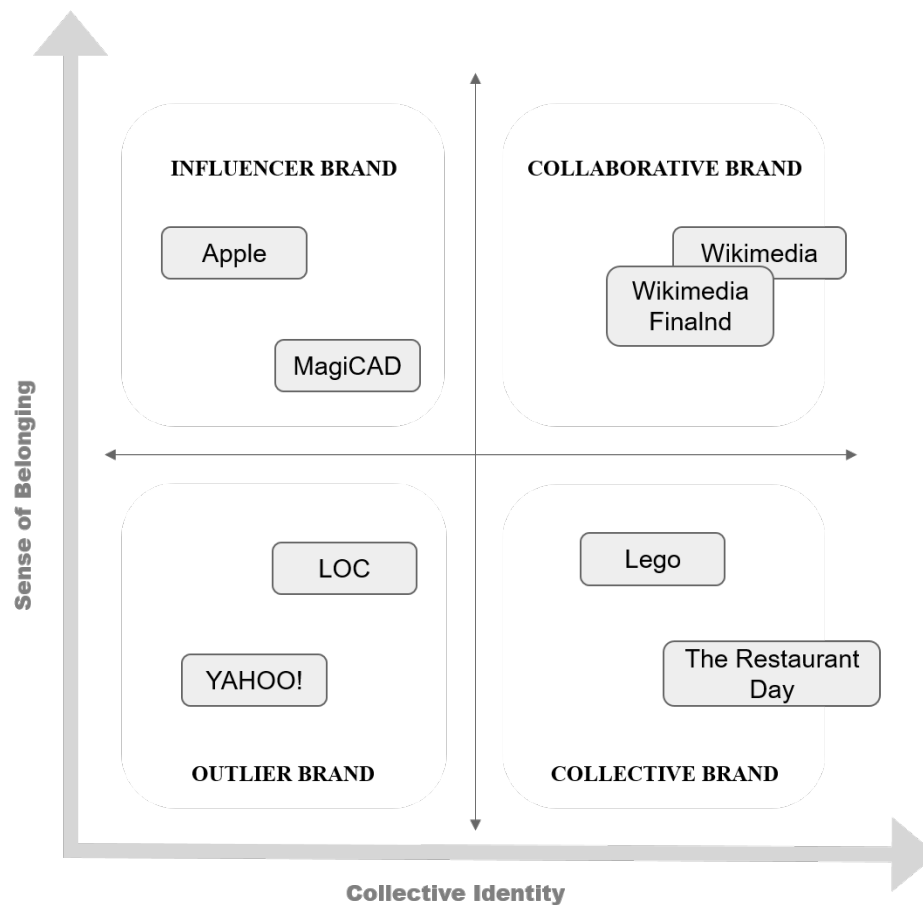 INFLUENCER BRAND
COLLABORATIVE BRAND
Apple
Wikimedia
Wikimedia
Finalnd
MagiCAD
Sense of Belonging
LOC
Lego
YAHOO!
The Restaurant
Day
OUTLIER BRAND
COLLECTIVE BRAND
Collective Identity